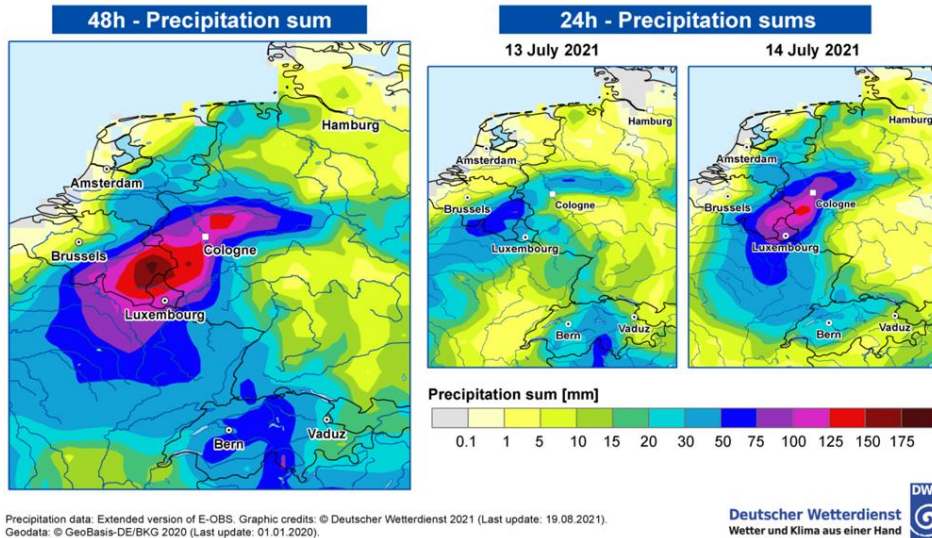 48h - Precipitation sum
24h - Precipitation sums
13 July 2021
14 July 2021
Hamburg
Amsterdam
Brussels
Cologne
Luxembourg
Bern
Vaduz
Hamburg
Amsterdam
Brussels
Cologne
Luxembourg
Bern
Vaduz
Hamburg
Amsterdam
Brussels
Cologne
Luxembourg
Bern
Vaduz
Precipitation sum [mm]
0.1 1 5 10 15 20 30 50 75 100 125 150 175
Precipitation data: Extended version of E-OBS. Graphic credits: © Deutscher Wetterdienst 2021 (Last update: 19.08.2021).
Geodata: © GeoBasis-DE/BKG 2020 (Last update: 01.01.2020).
DW
Deutscher Wetterdienst
Wetter und Klima aus einer Hand